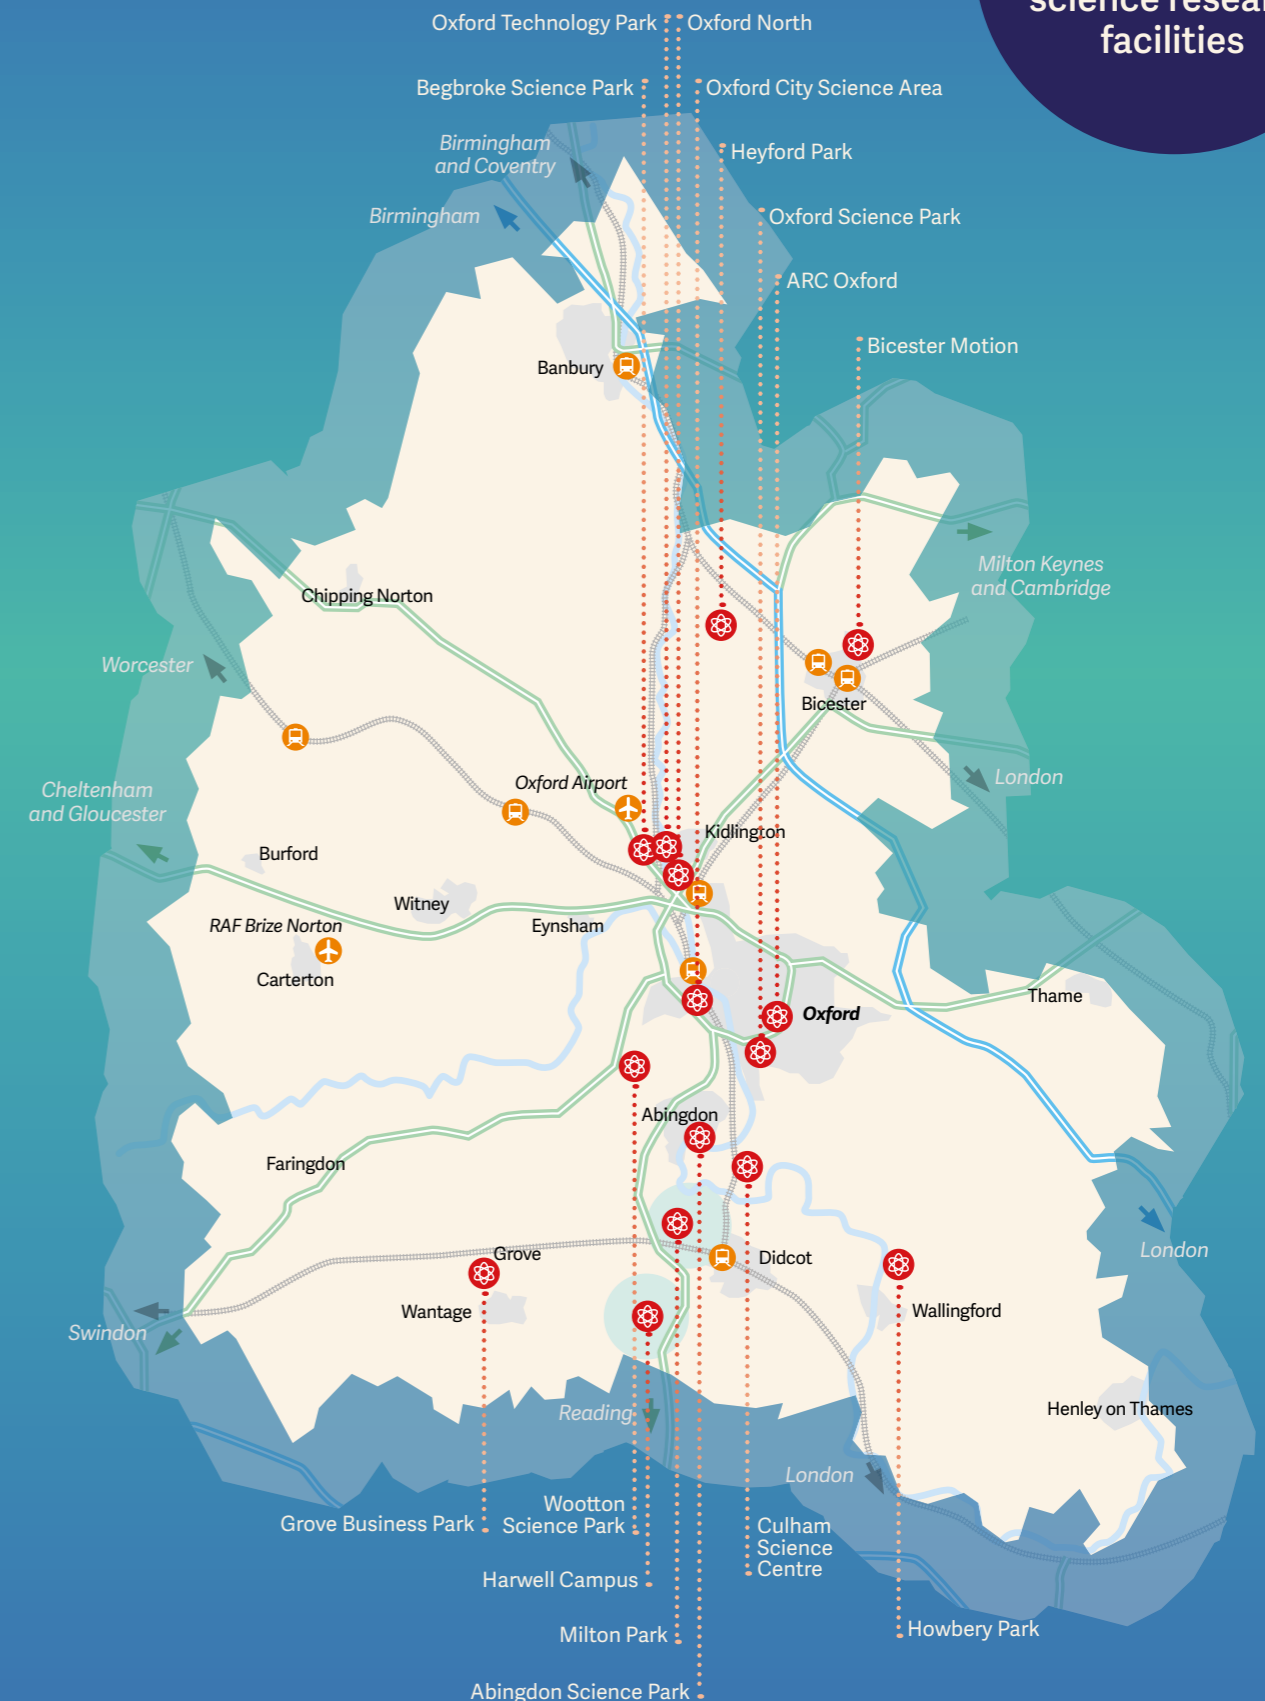 science resear
facilities
Oxford Technology Park
Oxford North
Begbroke Science Park
Oxford City Science Area
Birmingham
and Coventry
Heyford Park
Birmingham
Oxford Science Park
ARC Oxford
Bicester Motion
Banbury
Milton Keynes
and Cambridge
Chipping Norton
Worcester
Bicester
London
Oxford Airport
Cheltenham
and Gloucester
Kidlington
Burford
Witney
RAF Brize Norton
Eynsham
Carterton
Thame
Oxford
Abingdon
Faringdon
London
Grove
Didcot
Wantage
Wallingford
Swindon
Henley on Thames
Reading
London
Grove Business Park
Wootton
Science Park
Culham
Science
Centre
Harwell Campus
Milton Park
Howbery Park
Abingdon Science Park